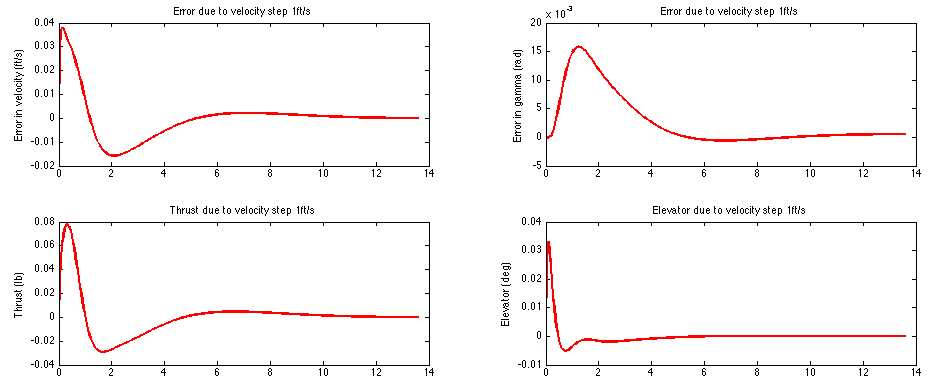 Error due to velocity step 1ft/s
Error in velocity (ft/s)
0.04
0.03
0.02
0.01
0
-0.01
-0.02
0 2 4 6 8 10 12 14
Error due to velocity step 1ft/s
x 10^-3
Error in gamma (rad)
20
15
10
5
0
-5
0 2 4 6 8 10 12 14
Thrust due to velocity step 1ft/s
Thrust (lb)
0.08
0.06
0.04
0.02
0
-0.02
-0.04
0 2 4 6 8 10 12 14
Elevator due to velocity step 1ft/s
Elevator (deg)
0.04
0.03
0.02
0.01
0
-0.01
0 2 4 6 8 10 12 14